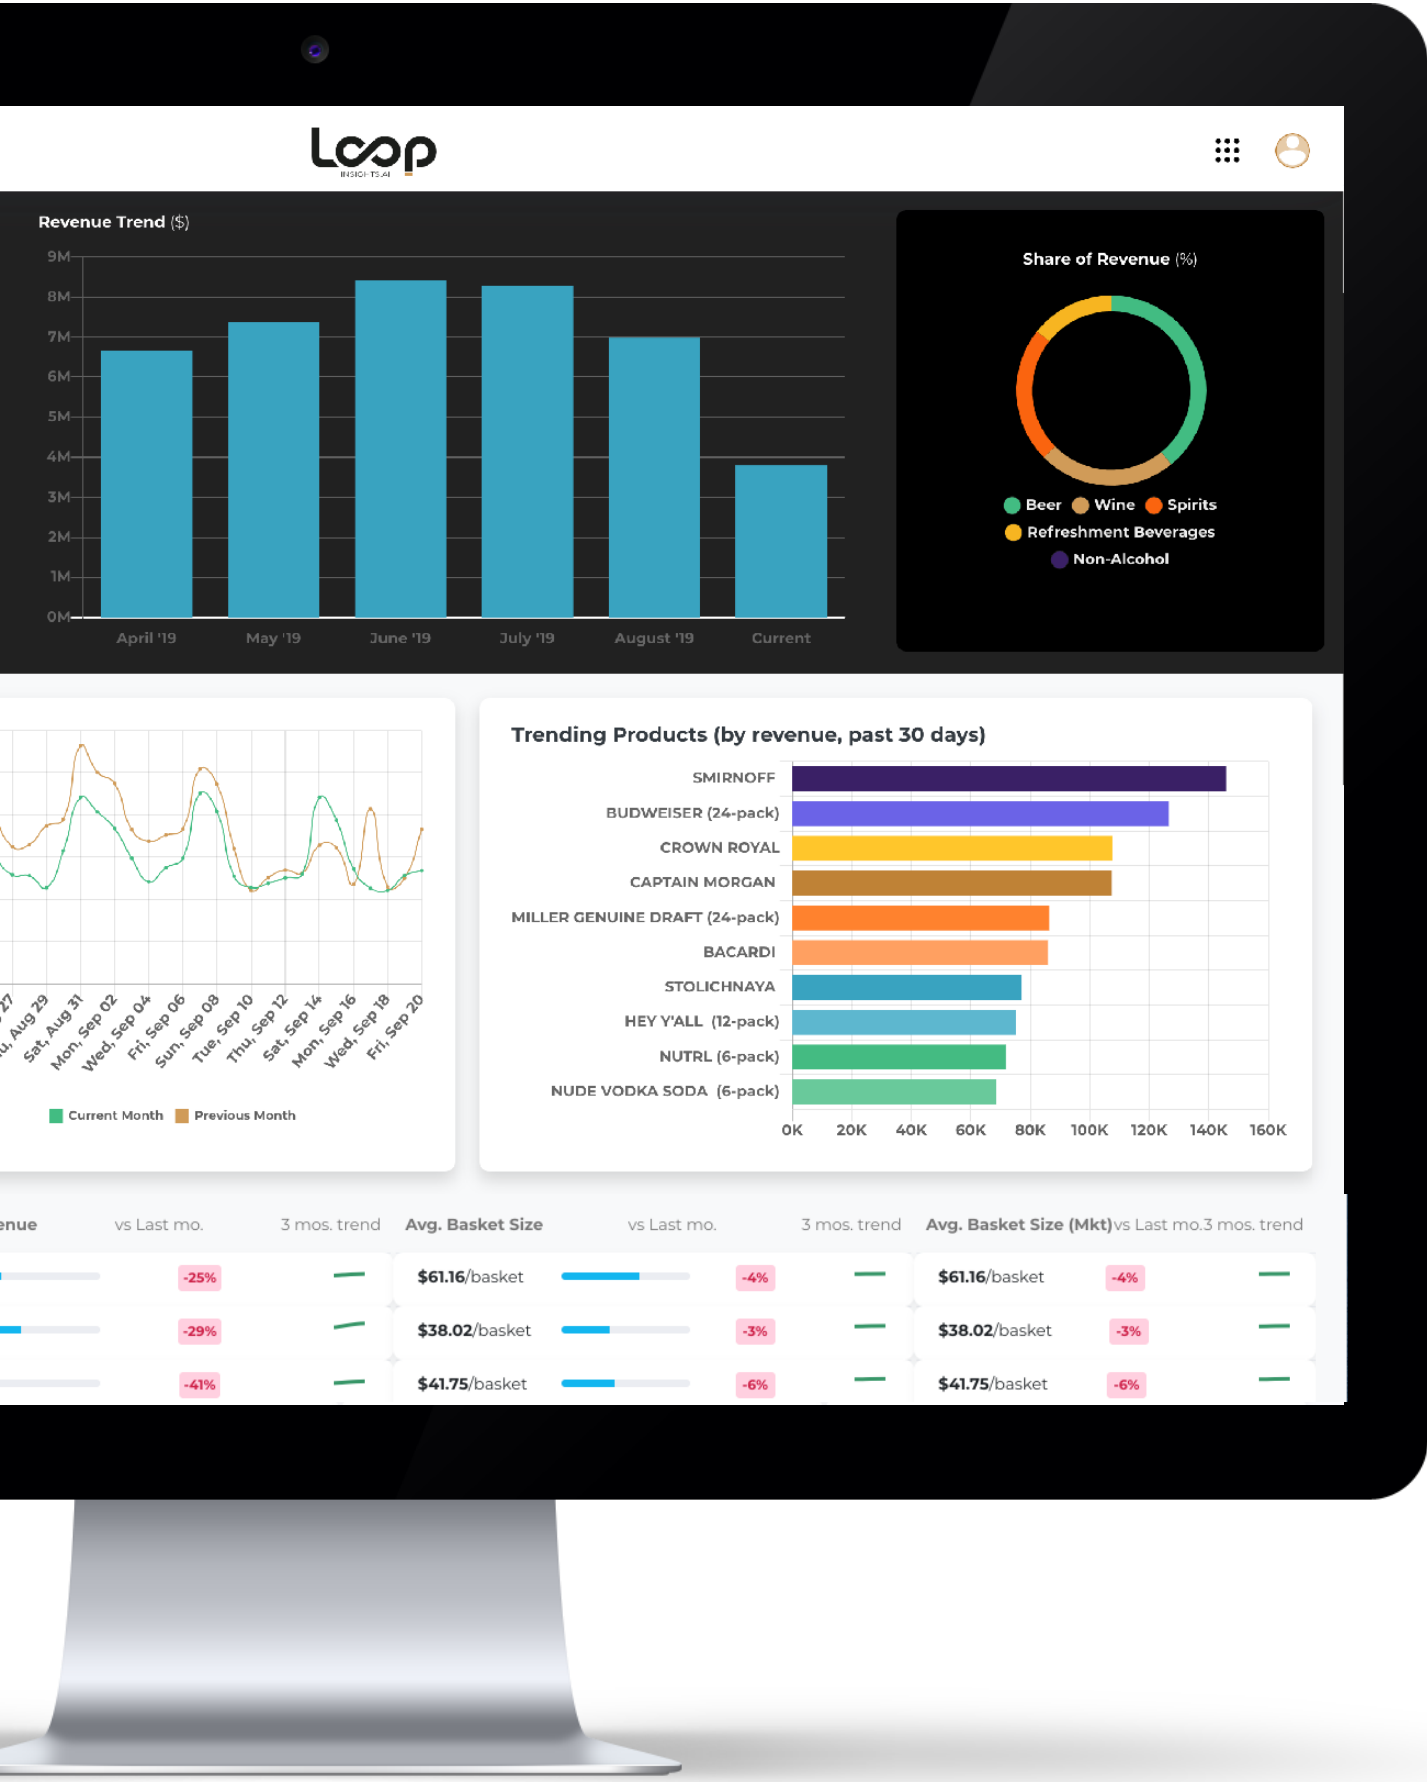 Loop
INSIGHTS.AI
Revenue Trend ($)
9M
8M
7M
6M
5M
4M
3M
2M
1M
0M
April '19 May '19 June '19 July '19 August '19 Current
Share of Revenue (%)
Beer Wine Spirits
Refreshment Beverages
Non-Alcohol
27
Aug 29
Sat, Aug 31
Mon, Sep 02
Wed, Sep 04
Fri, Sep 06
Sun, Sep 08
Tue, Sep 10
Thu, Sep 12
Sat, Sep 14
Mon, Sep 16
Wed, Sep 18
Fri, Sep 20
Current Month Previous Month
Trending Products (by revenue, past 30 days)
SMIRNOFF
BUDWEISER (24-pack)
CROWN ROYAL
CAPTAIN MORGAN
MILLER GENUINE DRAFT (24-pack)
BACARDI
STOLICHNAYA
HEY Y'ALL (12-pack)
NUTRL (6-pack)
NUDE VODKA SODA (6-pack)
0K 20K 40K 60K 80K 100K 120K 140K 160K
enue vs Last mo. 3 mos. trend Avg. Basket Size vs Last mo. 3 mos. trend Avg. Basket Size (Mkt) vs Last mo. 3 mos. trend
-25% $61.16/basket -4% $61.16/basket -4%
-29% $38.02/basket -3% $38.02/basket -3%
-41% $41.75/basket -6% $41.75/basket -6%